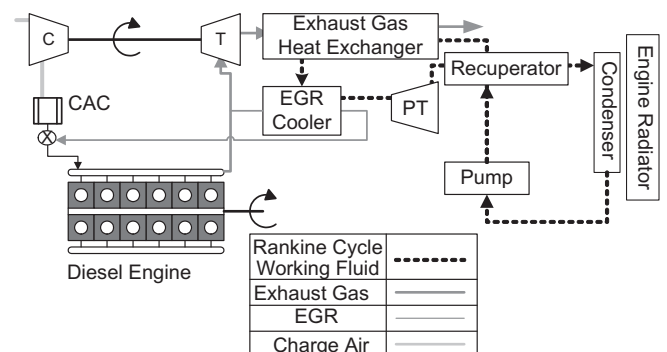 C
T
Exhaust Gas
Heat Exchanger
CAC
EGR
Cooler
PT
Recuperator
Condenser
Engine Radiator
X
Pump
Diesel Engine
Rankine Cycle
Working Fluid
Exhaust Gas
EGR
Charge Air